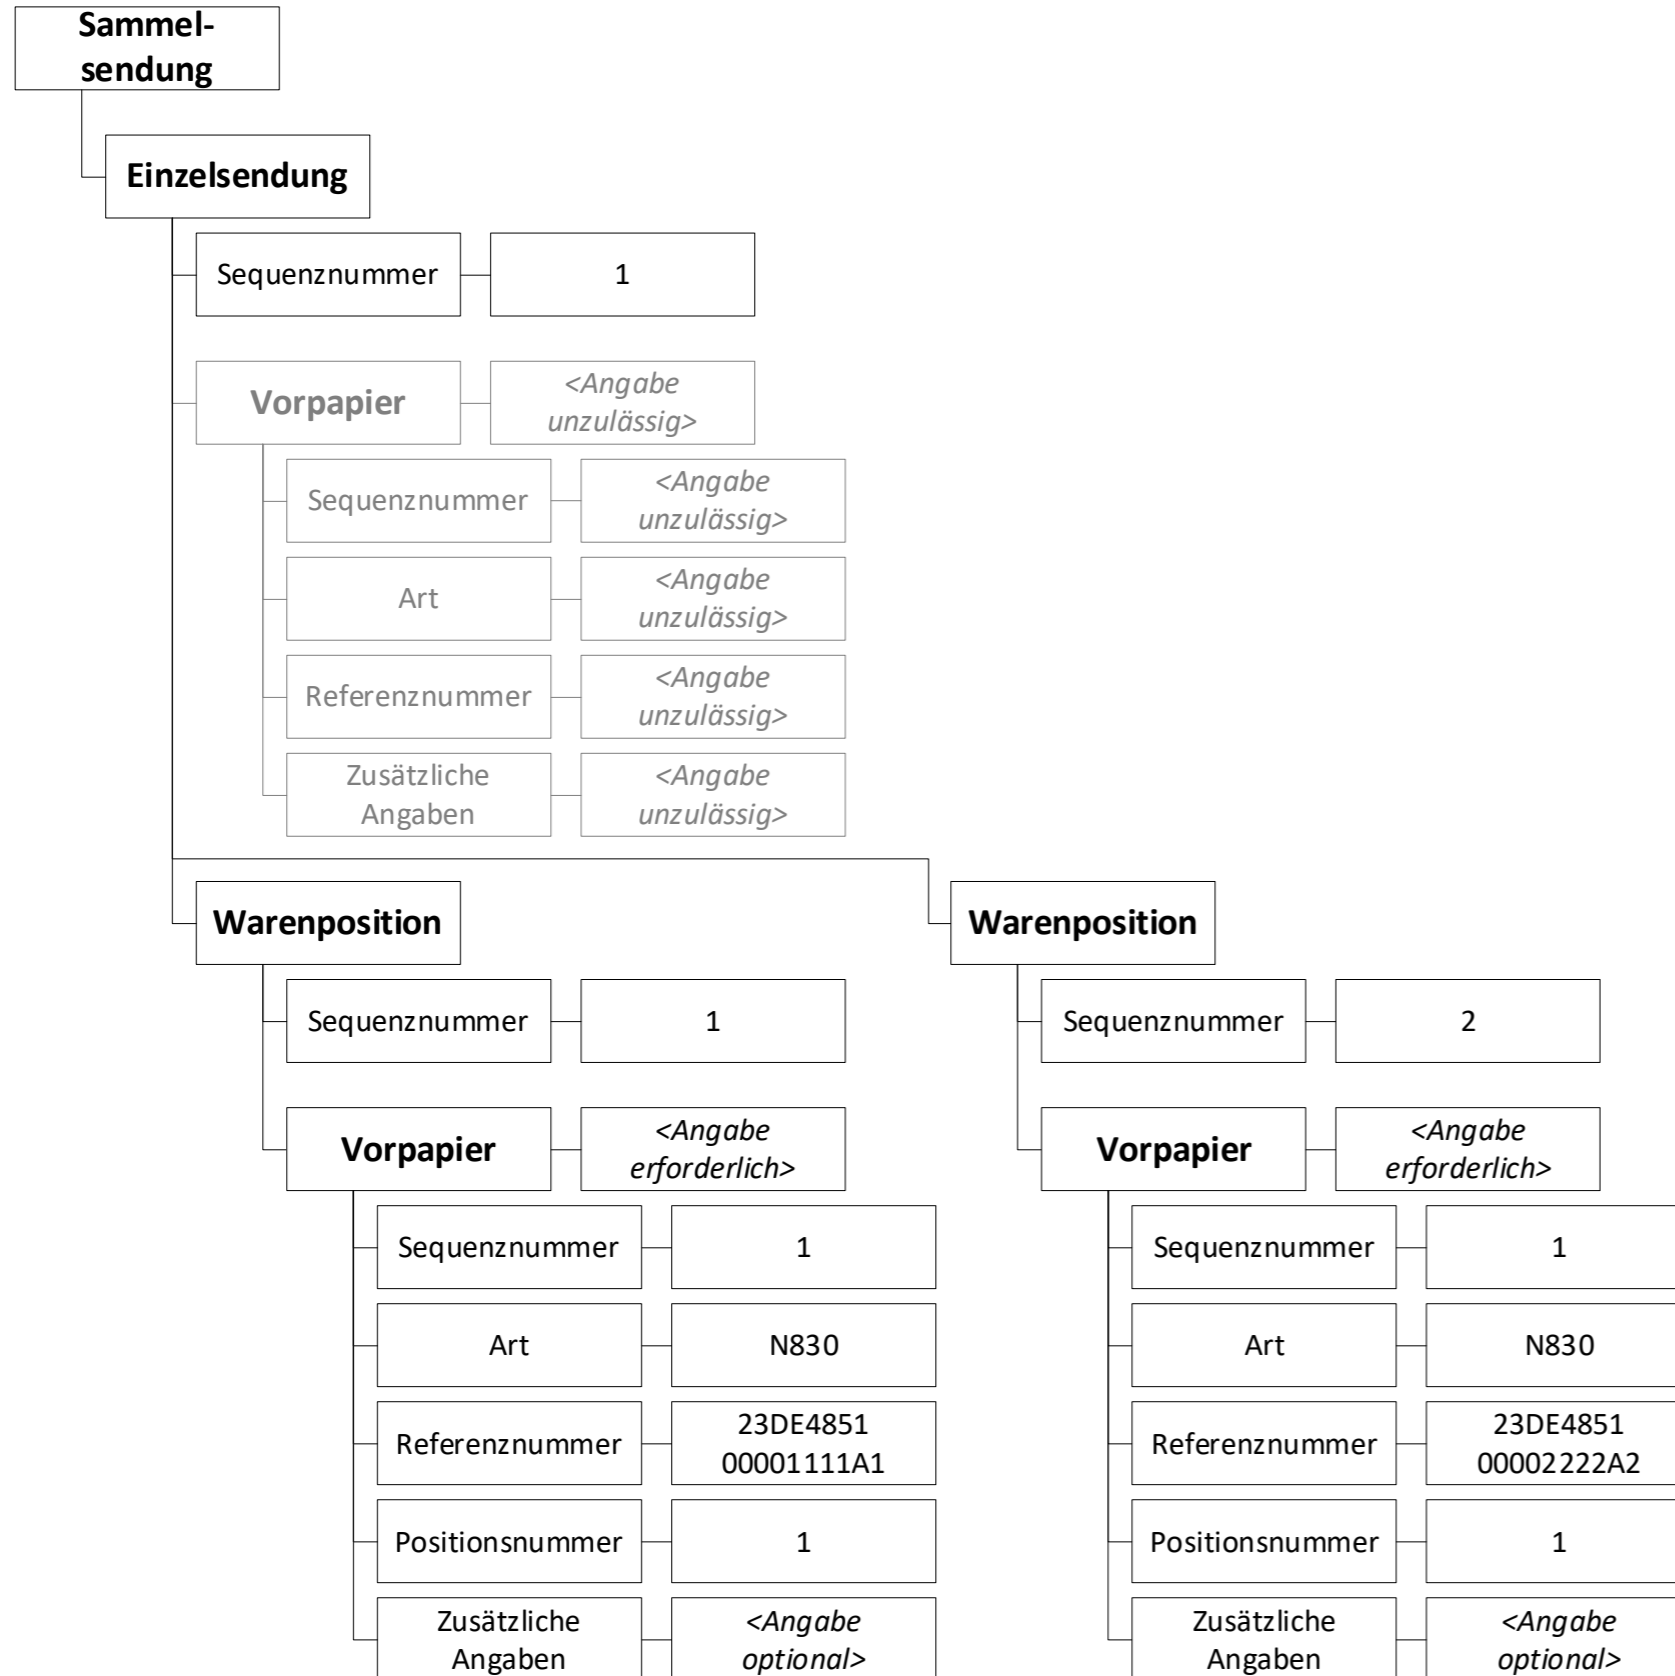 Sammel-
sendung
Einzelsendung
Sequenznummer
1
Vorpapier
<Angabe
unzulässig>
Sequenznummer
<Angabe
unzulässig>
Art
<Angabe
unzulässig>
Referenznummer
<Angabe
unzulässig>
Zusätzliche
Angaben
<Angabe
unzulässig>
Warenposition
Sequenznummer
1
Vorpapier
<Angabe
erforderlich>
Sequenznummer
1
Art
N830
Referenznummer
23DE4851
00001111A1
Positionsnummer
1
Zusätzliche
Angaben
<Angabe
optional>
Warenposition
Sequenznummer
2
Vorpapier
<Angabe
erforderlich>
Sequenznummer
1
Art
N830
Referenznummer
23DE4851
00002222A2
Positionsnummer
1
Zusätzliche
Angaben
<Angabe
optional>